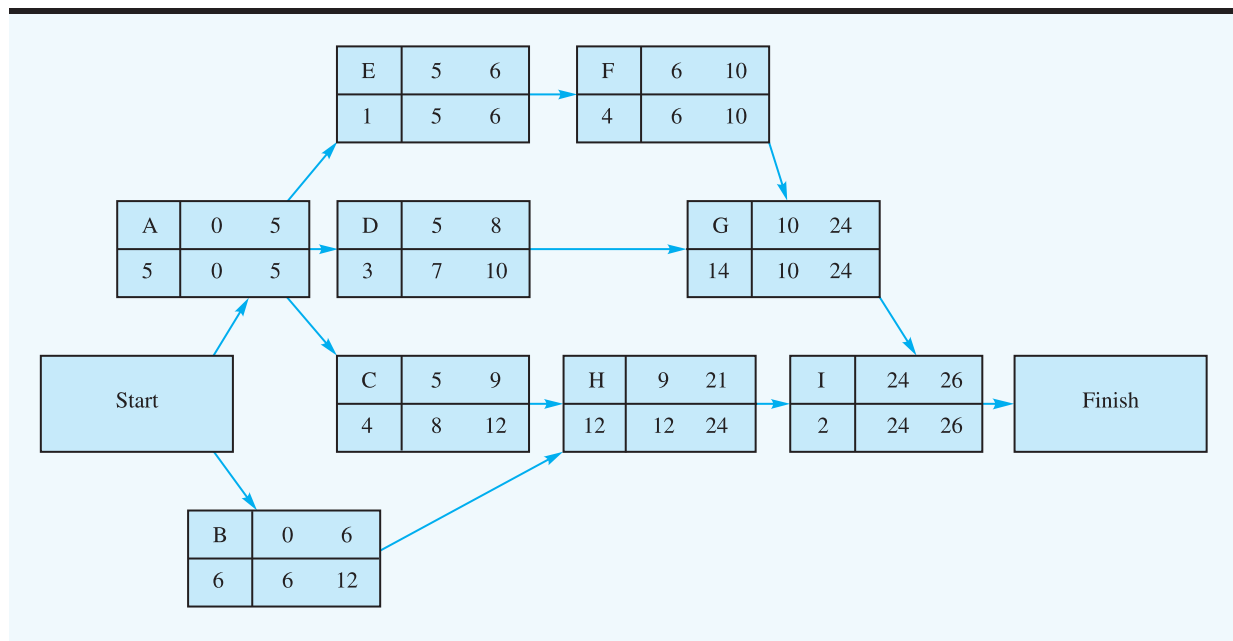 E 5 6
1 5 6
F 6 10
4 6 10
A 0 5
5 0 5
D 5 8
3 7 10
G 10 24
14 10 24
Start
C 5 9
4 8 12
H 9 21
12 12 24
I 24 26
2 24 26
Finish
B 0 6
6 6 12